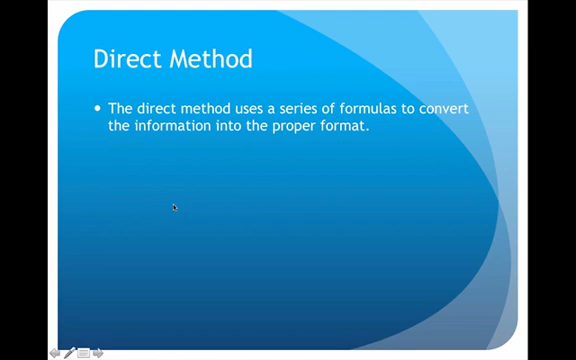 Direct Method
The direct method uses a series of formulas to convert
the information into the proper format.